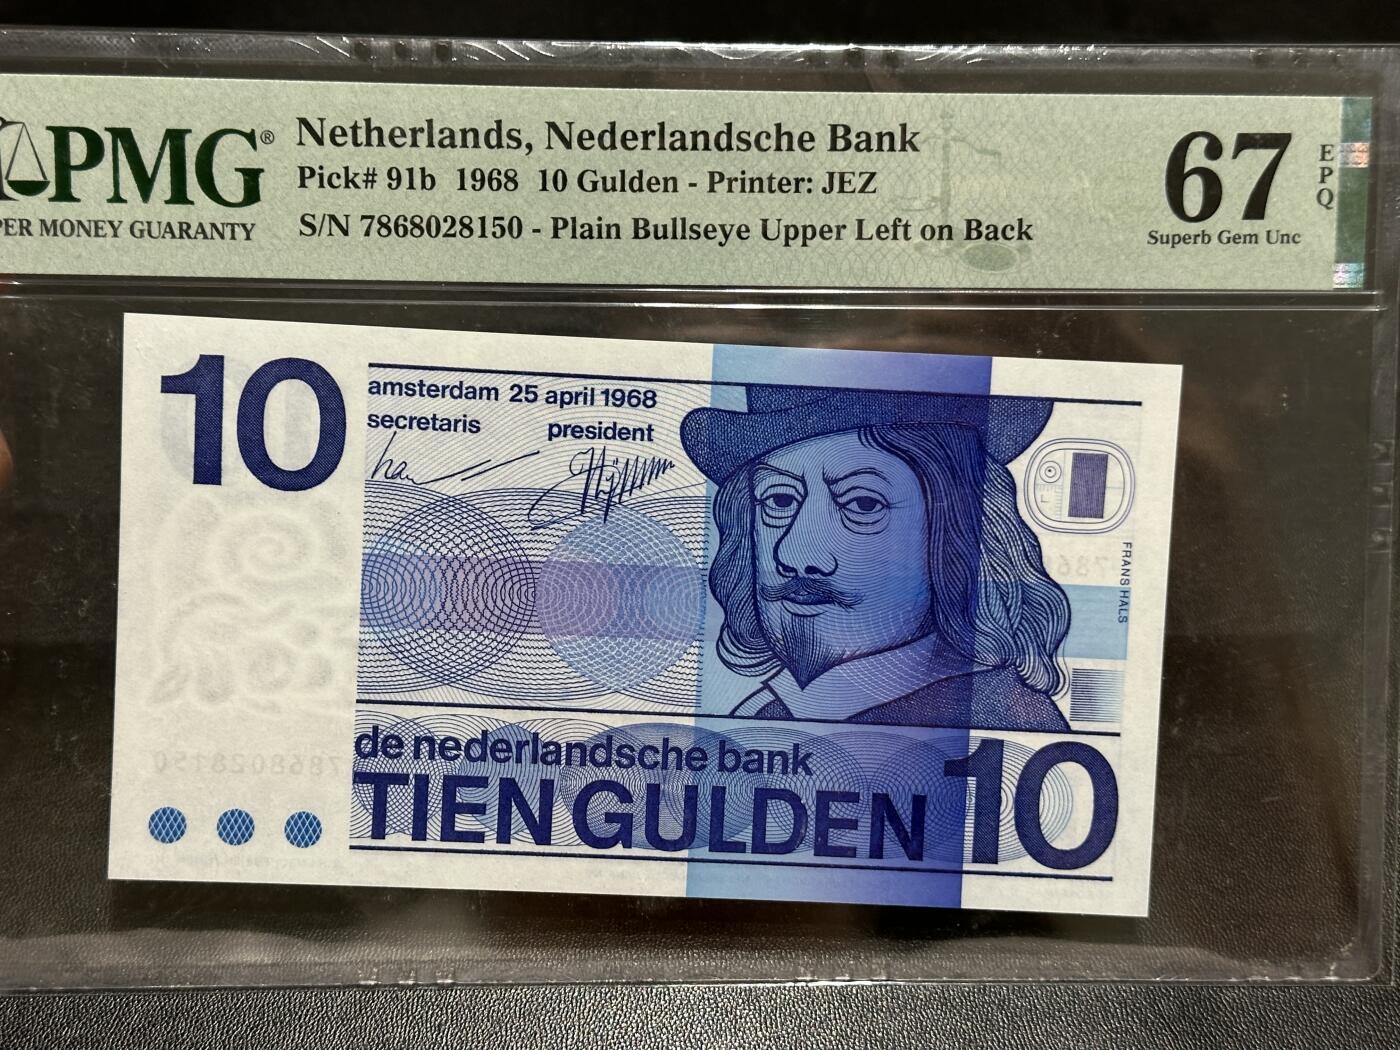 PMG®
PER MONEY GUARANTY
Netherlands, Nederlandsche Bank
Pick# 91b 1968 10 Gulden - Printer: JEZ
S/N 7868028150 - Plain Bullseye Upper Left on Back
67
EPQ
Superb Gem Unc
10
amsterdam 25 april 1968
secretaris president
FRANS HALS
7868028150
de nederlandsche bank
TIEN GULDEN
10